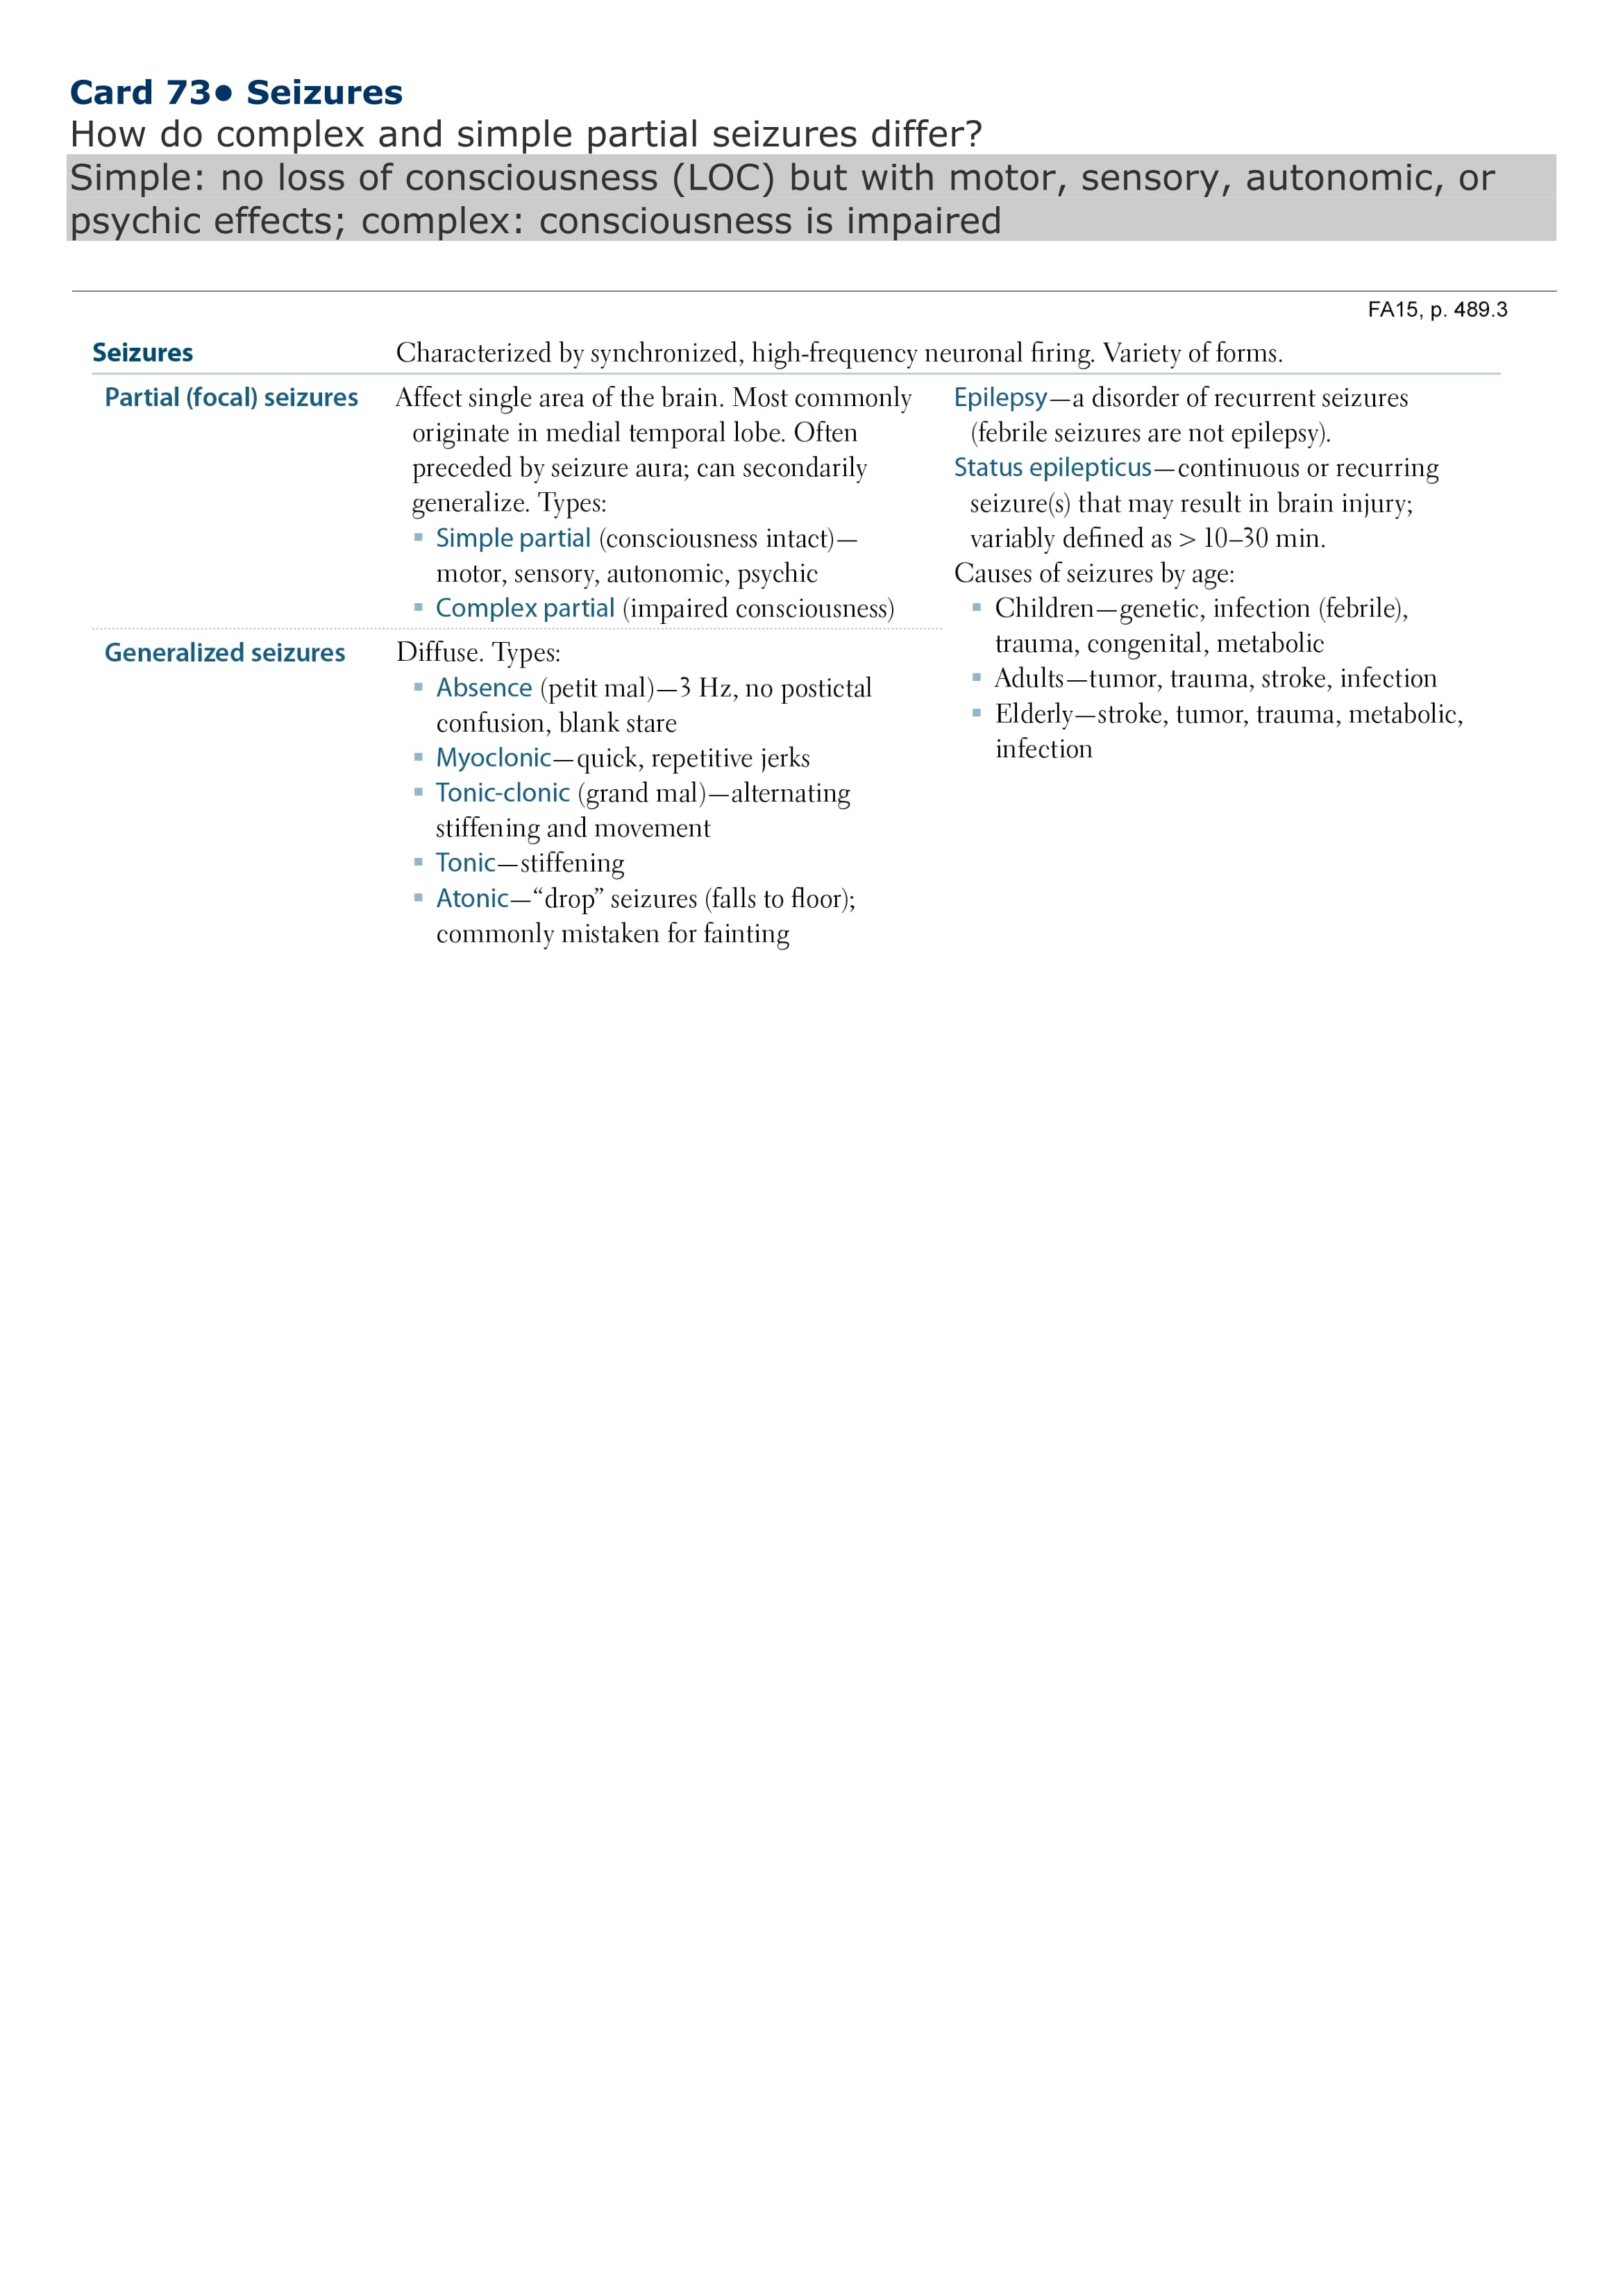 Card 73● Seizures
How do complex and simple partial seizures differ?
Simple: no loss of consciousness (LOC) but with motor, sensory, autonomic, or
psychic effects; complex: consciousness is impaired
FA15, p. 489.3
Seizures
Characterized by synchronized, high-frequency neuronal firing. Variety of forms.
Partial (focal) seizures
Affect single area of the brain. Most commonly
originate in medial temporal lobe. Often
preceded by seizure aura; can secondarily
generalize. Types:
▪ Simple partial (consciousness intact)—
motor, sensory, autonomic, psychic
▪ Complex partial (impaired consciousness)
Epilepsy—a disorder of recurrent seizures
(febrile seizures are not epilepsy).
Status epilepticus—continuous or recurring
seizure(s) that may result in brain injury;
variably defined as > 10–30 min.
Causes of seizures by age:
▪ Children—genetic, infection (febrile),
trauma, congenital, metabolic
▪ Adults—tumor, trauma, stroke, infection
▪ Elderly—stroke, tumor, trauma, metabolic,
infection
Generalized seizures
Diffuse. Types:
▪ Absence (petit mal)—3 Hz, no postictal
confusion, blank stare
▪ Myoclonic—quick, repetitive jerks
▪ Tonic-clonic (grand mal)—alternating
stiffening and movement
▪ Tonic—stiffening
▪ Atonic—“drop” seizures (falls to floor);
commonly mistaken for fainting